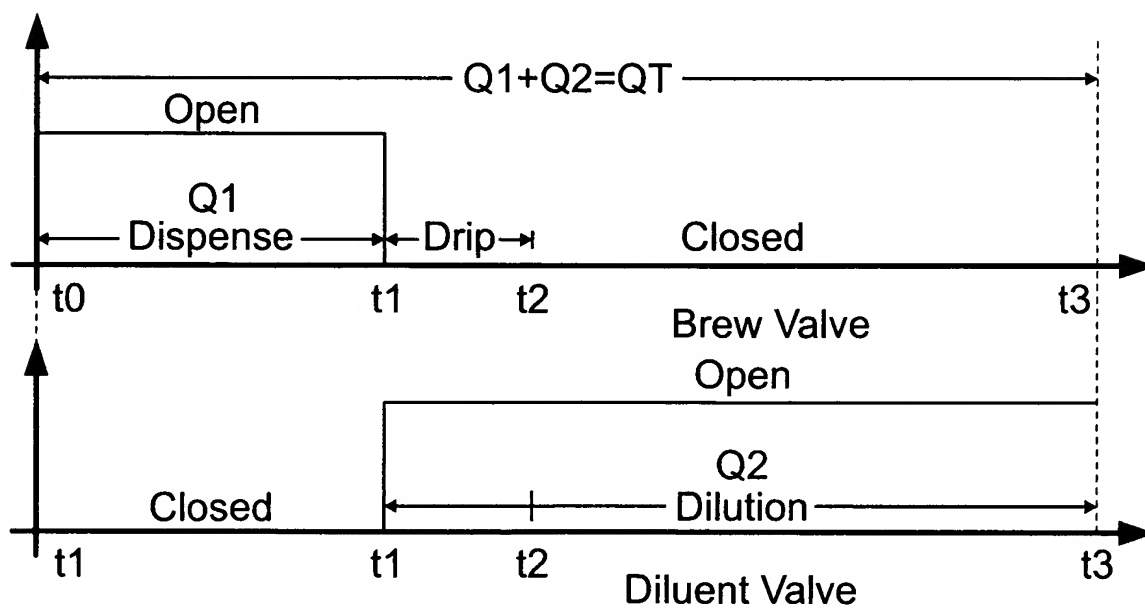 Q1+Q2=QT
Open
Q1
Dispense
Drip
Closed
t0
t1
t2
t3
Brew Valve
Open
Q2
Closed
Dilution
t1
t1
t2
t3
Diluent Valve